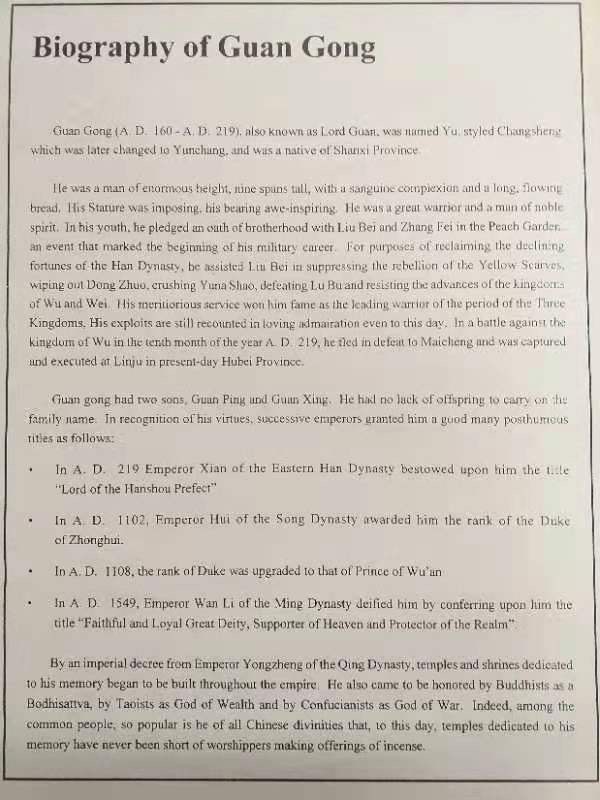 Biography of Guan Gong
Guan Gong (A. D. 160 - A. D. 219), also known as Lord Guan, was named Yu, styled Changsheng
which was later changed to Yunchang, and was a native of Shanxi Province.
He was a man of enormous height, nine spans tall, with a sanguine complexion and a long, flowing
bread. His Stature was imposing, his bearing awe-inspiring. He was a great warrior and a man of noble
spirit. In his youth, he pledged an oath of brotherhood with Liu Bei and Zhang Fei in the Peach Garden,
an event that marked the beginning of his military career. For purposes of reclaiming the declining
fortunes of the Han Dynasty, he assisted Liu Bei in suppressing the rebellion of the Yellow Scarves,
wiping out Dong Zhuo, crushing Yuna Shao, defeating Lu Bu and resisting the advances of the kingdoms
of Wu and Wei. His meritorious service won him fame as the leading warrior of the period of the Three
Kingdoms, His exploits are still recounted in loving admairation even to this day. In a battle against the
kingdom of Wu in the tenth month of the year A. D. 219, he fled in defeat to Maicheng and was captured
and executed at Linju in present-day Hubei Province.
Guan gong had two sons, Guan Ping and Guan Xing. He had no lack of offspring to carry on the
family name. In recognition of his virtues, successive emperors granted him a good many posthumous
titles as follows:
• In A. D. 219 Emperor Xian of the Eastern Han Dynasty bestowed upon him the title
"Lord of the Hanshou Prefect"
• In A. D. 1102, Emperor Hui of the Song Dynasty awarded him the rank of the Duke
of Zhonghui.
• In A. D. 1108, the rank of Duke was upgraded to that of Prince of Wu'an
• In A. D. 1549, Emperor Wan Li of the Ming Dynasty deified him by conferring upon him the
title "Faithful and Loyal Great Deity, Supporter of Heaven and Protector of the Realm".
By an imperial decree from Emperor Yongzheng of the Qing Dynasty, temples and shrines dedicated
to his memory began to be built throughout the empire. He also came to be honored by Buddhists as a
Bodhisattva, by Taoists as God of Wealth and by Confucianists as God of War. Indeed, among the
common people, so popular is he of all Chinese divinities that, to this day, temples dedicated to his
memory have never been short of worshippers making offerings of incense.